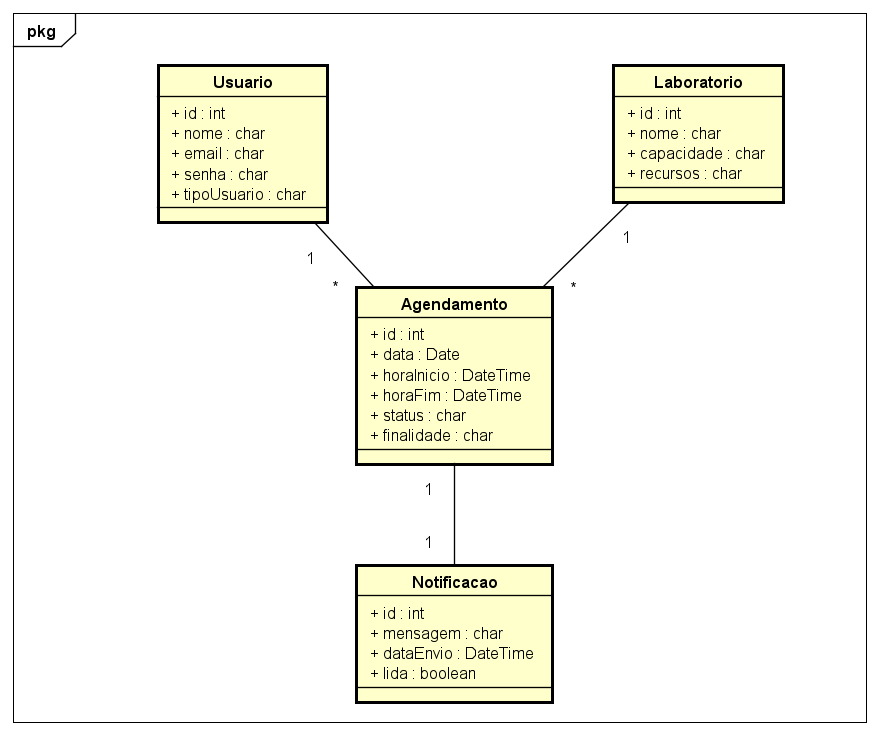 pkg
Usuario
+ id : int
+ nome : char
+ email : char
+ senha : char
+ tipoUsuario : char
Laboratorio
+ id : int
+ nome : char
+ capacidade : char
+ recursos : char
1
*
1
*
Agendamento
+ id : int
+ data : Date
+ horaInicio : DateTime
+ horaFim : DateTime
+ status : char
+ finalidade : char
1
1
Notificacao
+ id : int
+ mensagem : char
+ dataEnvio : DateTime
+ lida : boolean